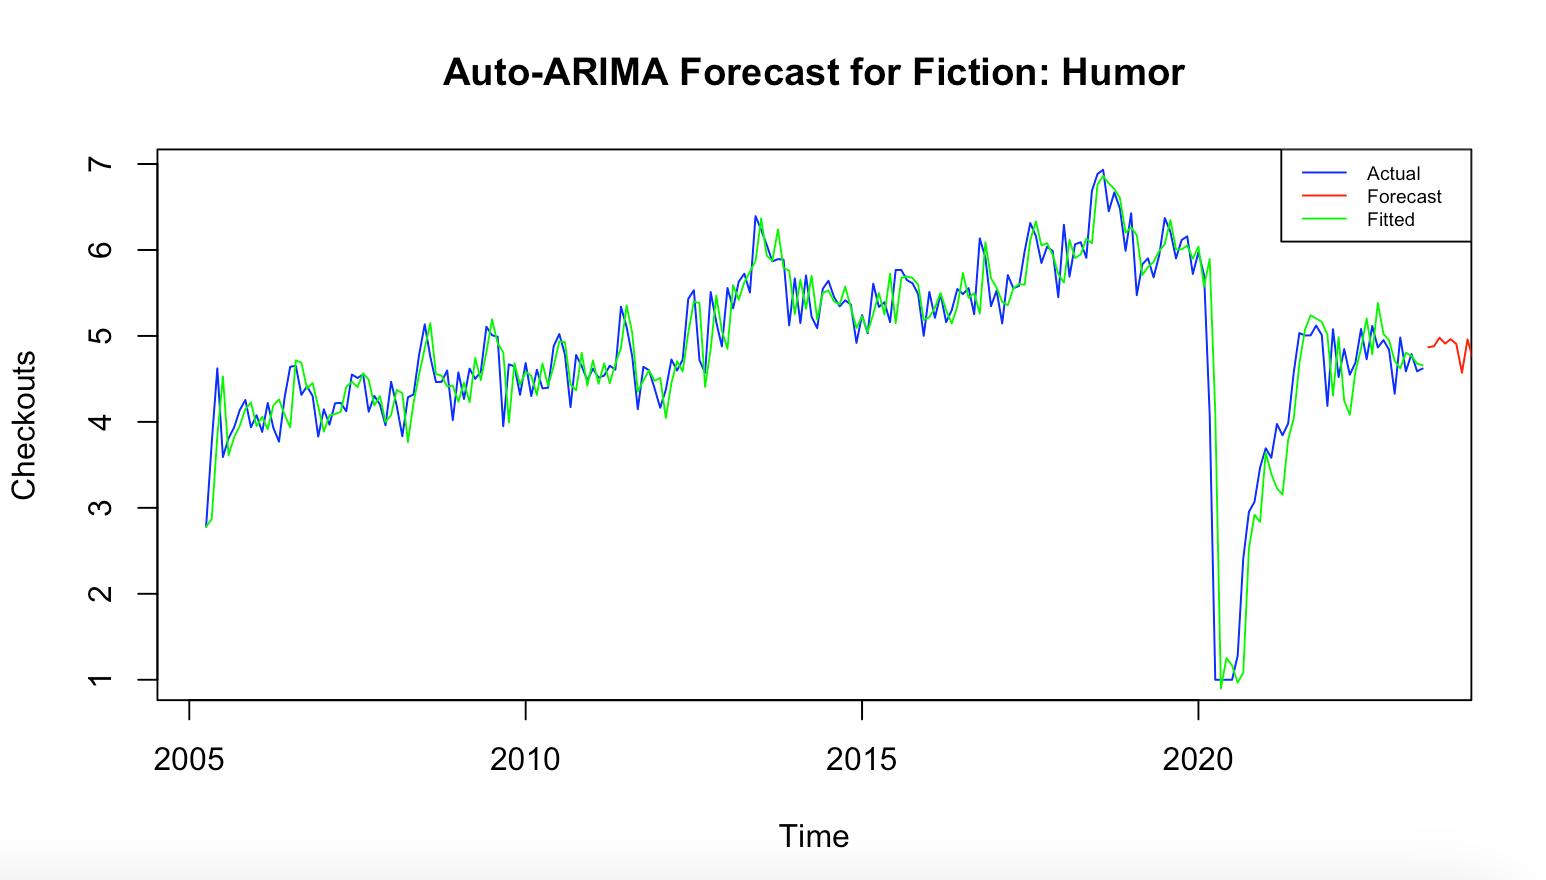 Auto-ARIMA Forecast for Fiction: Humor
Actual
Forecast
Fitted
Checkouts
7
6
5
4
3
2
1
2005 2010 2015 2020
Time